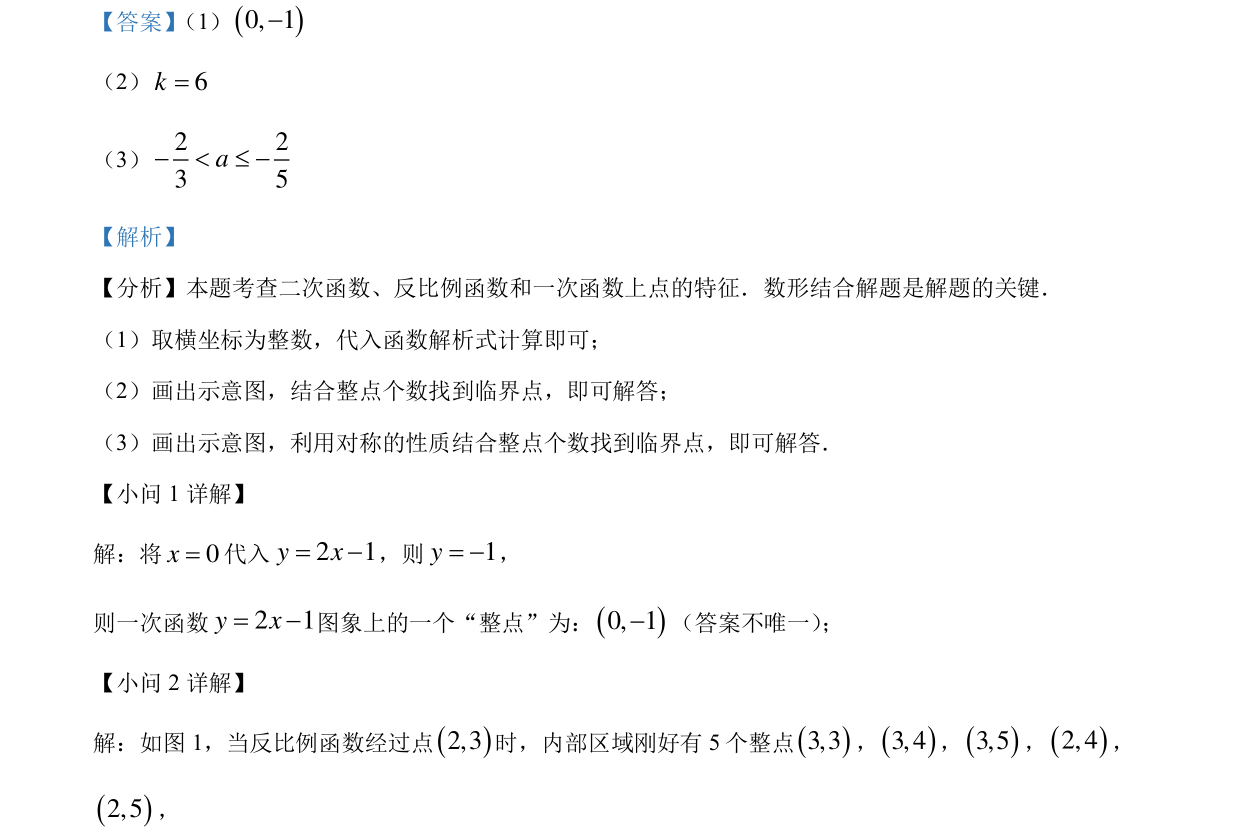 【答案】（1）(0,−1)
（2）k = 6
（3）−2/3 < a ≤ −2/5
【解析】
【分析】本题考查二次函数、反比例函数和一次函数上点的特征．数形结合解题是解题的关键．
（1）取横坐标为整数，代入函数解析式计算即可；
（2）画出示意图，结合整点个数找到临界点，即可解答；
（3）画出示意图，利用对称的性质结合整点个数找到临界点，即可解答．
【小问 1 详解】
解：将 x = 0 代入 y = 2x −1，则 y = −1，
则一次函数 y = 2x −1 图象上的一个“整点”为：(0,−1)（答案不唯一）；
【小问 2 详解】
解：如图 1，当反比例函数经过点(2,3)时，内部区域刚好有 5 个整点(3,3)，(3,4)，(3,5)，(2,4)，
(2,5)，